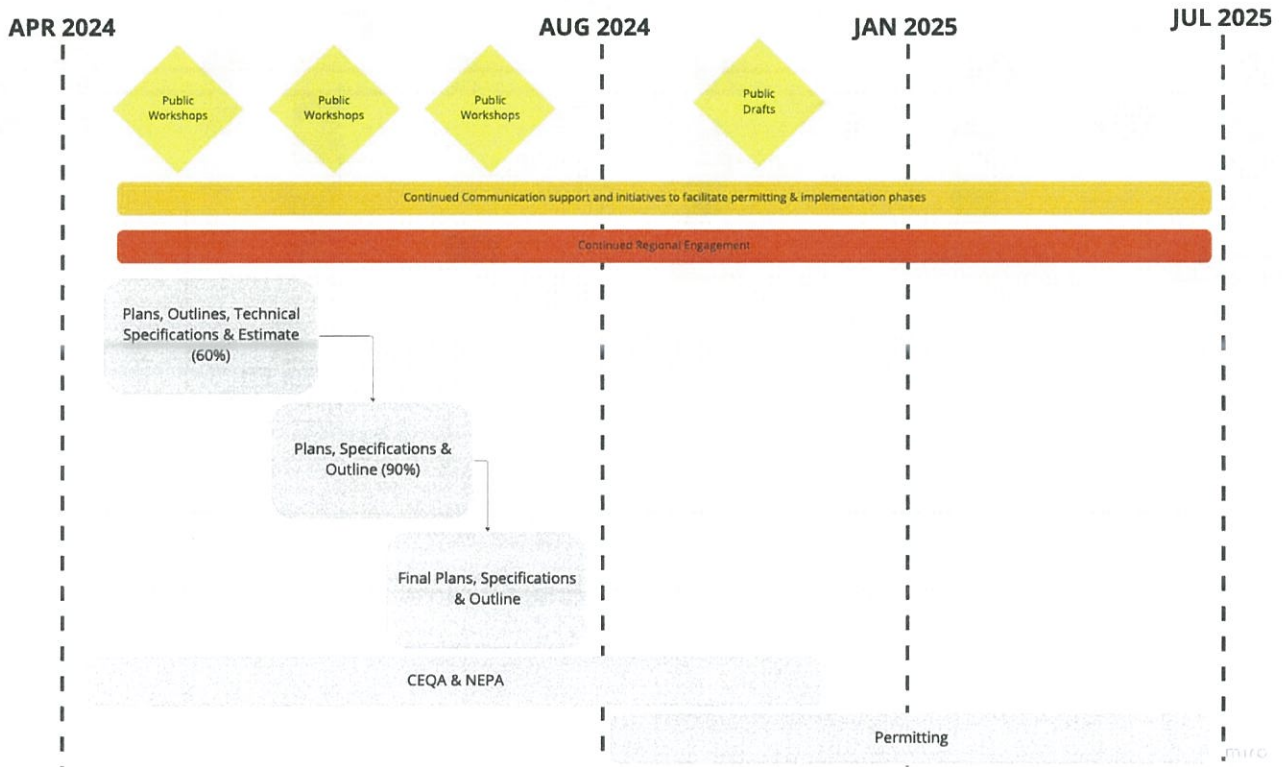 APR 2024
AUG 2024
JAN 2025
JUL 2025
Public
Workshops
Public
Workshops
Public
Workshops
Public
Drafts
Continued Communication support and initiatives to facilitate permitting & implementation phases
Continued Regional Engagement
Plans, Outlines, Technical
Specifications & Estimate
(60%)
Plans, Specifications &
Outline (90%)
Final Plans, Specifications
& Outline
CEQA & NEPA
Permitting
miro